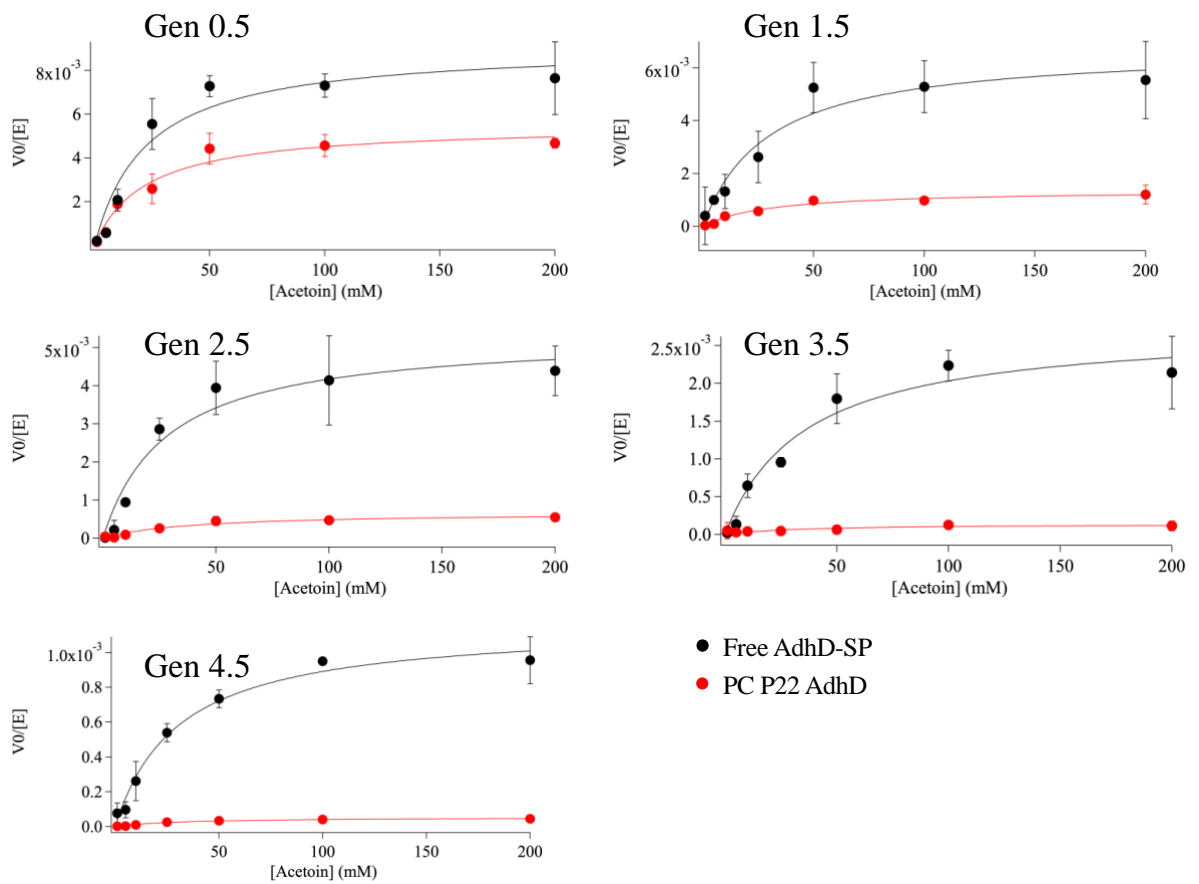 Gen 0.5
8x10⁻³
6
4
2
V0/[E]
50
100
150
200
[Acetoin] (mM)
Gen 1.5
6x10⁻³
4
2
0
V0/[E]
50
100
150
200
[Acetoin] (mM)
Gen 2.5
5x10⁻³
4
3
2
1
0
V0/[E]
50
100
150
200
[Acetoin] (mM)
Gen 3.5
2.5x10⁻³
2.0
1.5
1.0
0.5
0.0
V0/[E]
50
100
150
200
[Acetoin] (mM)
Gen 4.5
1.0x10⁻³
0.8
0.6
0.4
0.2
0.0
V0/[E]
50
100
150
200
[Acetoin] (mM)
Free AdhD-SP
PC P22 AdhD